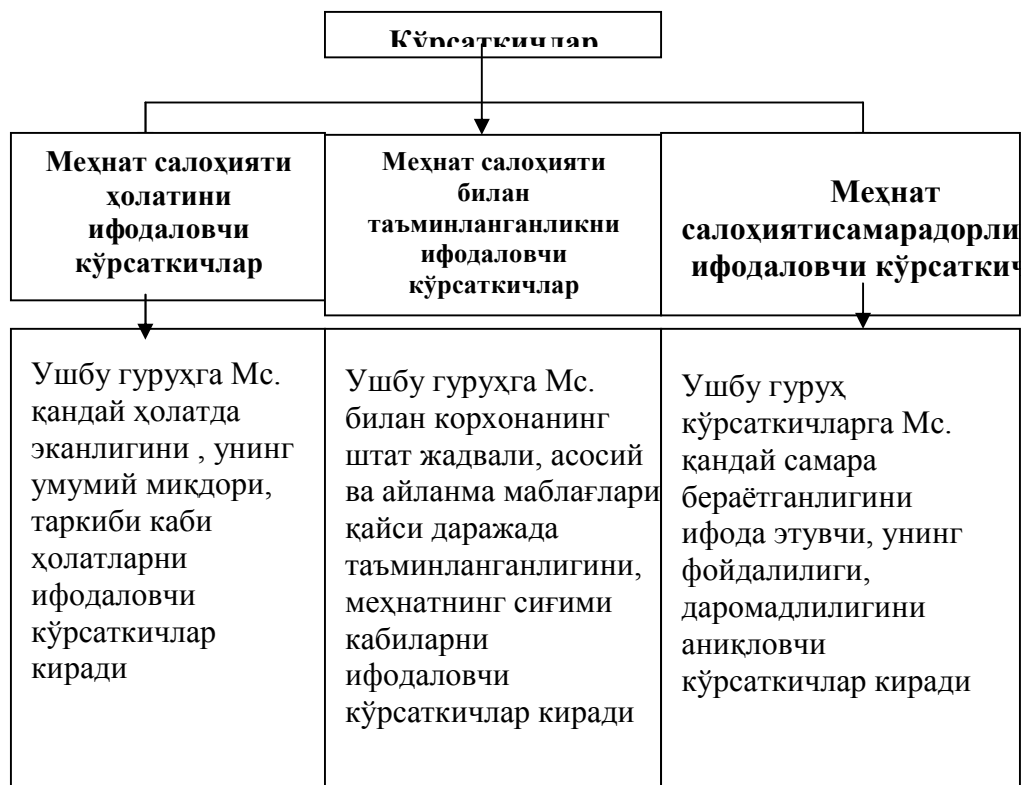 Кўрсаткичлар
Меҳнат салоҳияти
ҳолатини
ифодаловчи
кўрсаткичлар
Меҳнат салоҳияти
билан
таъминланганликни
ифодаловчи
кўрсаткичлар
Меҳнат
салоҳиятисамарадорли
ифодаловчи кўрсаткич
Ушбу гуруҳга Мс.
қандай ҳолатда
эканлигини , унинг
умумий миқдори,
таркиби каби
ҳолатларни
ифодаловчи
кўрсаткичлар
киради
Ушбу гуруҳга Мс.
билан корхонанинг
штат жадвали, асосий
ва айланма маблағлари
қайси даражада
таъминланганлигини,
меҳнатнинг сиғими
кабиларни
ифодаловчи
кўрсаткичлар киради
Ушбу гуруҳ
кўрсаткичларга Мс.
қандай самара
бераётганлигини
ифода этувчи, унинг
фойдалилиги,
даромадлилигини
аниқловчи
кўрсаткичлар киради